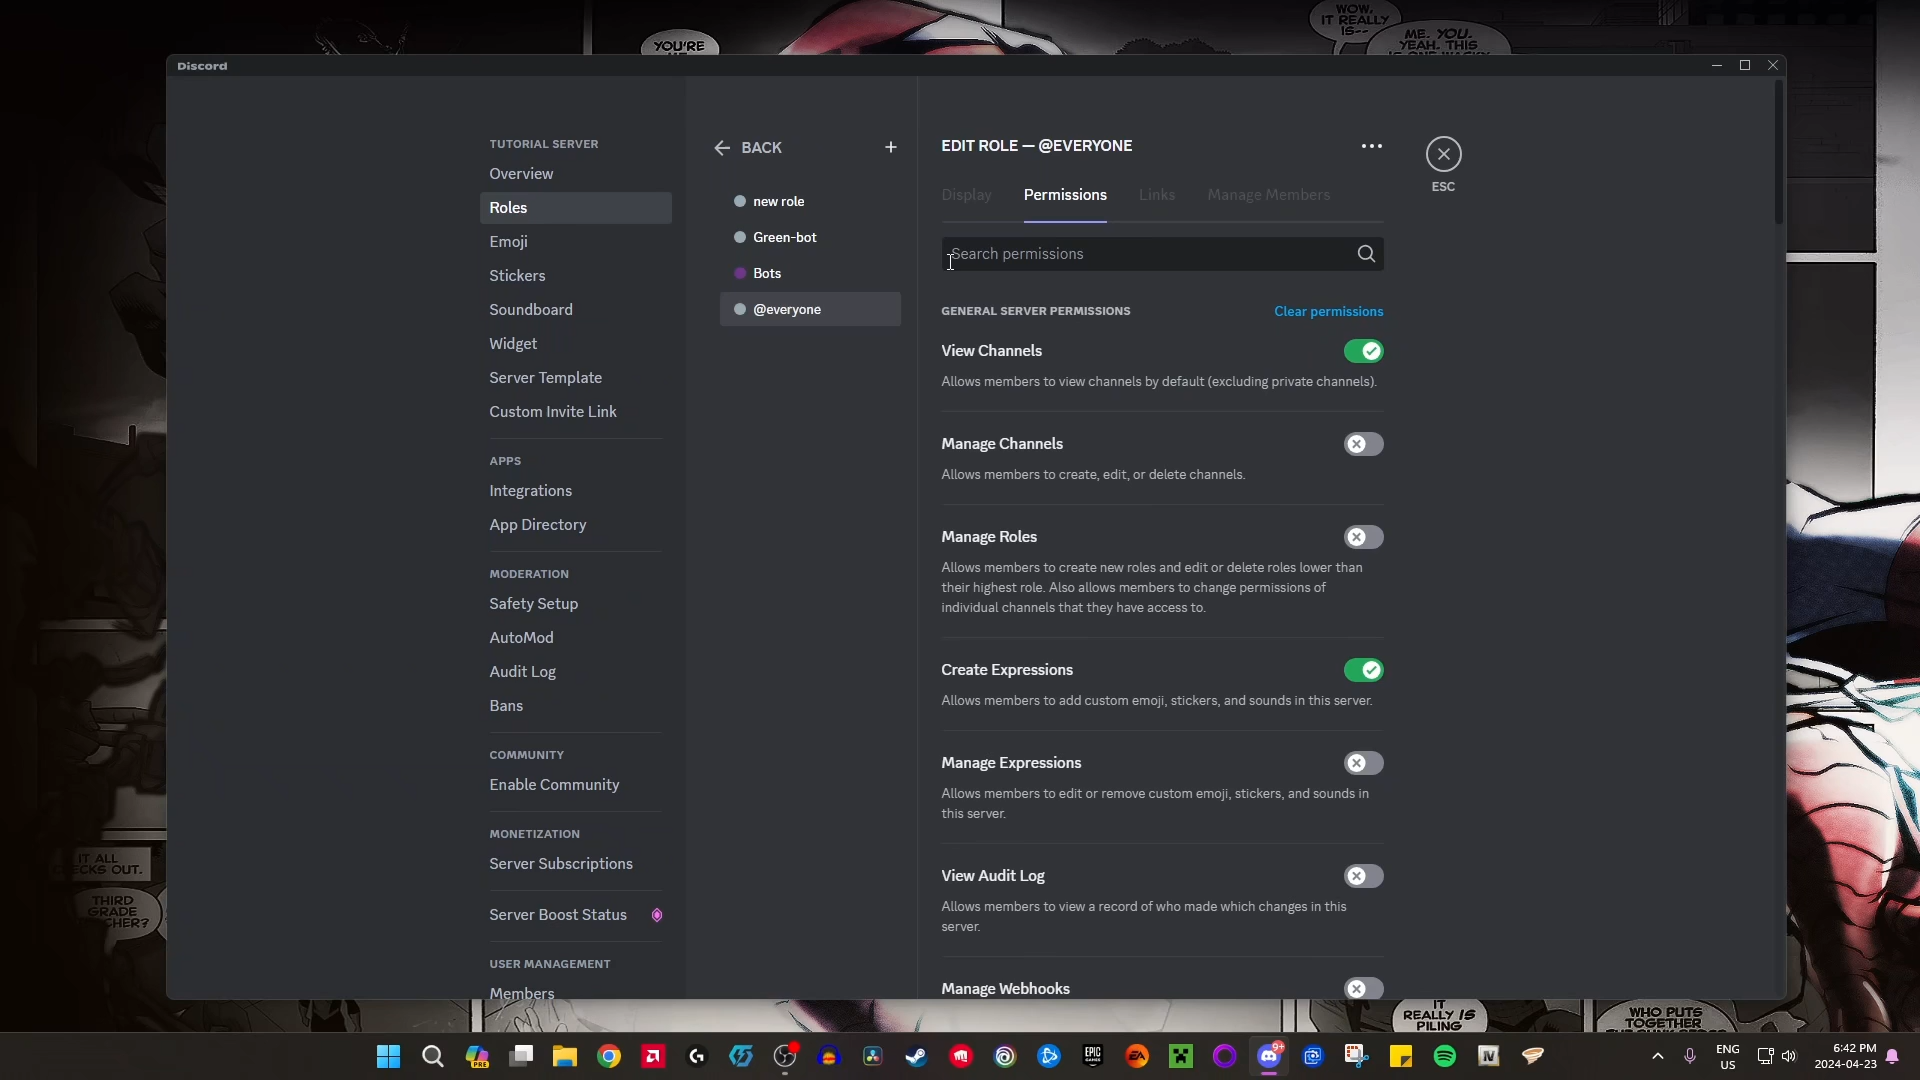 YOU'RE
WOW,
IT REALLY
IS--
ME. YOU.
YEAH. THIS
Discord
TUTORIAL SERVER
Overview
Roles
Emoji
Stickers
Soundboard
Widget
Server Template
Custom Invite Link
APPS
Integrations
App Directory
MODERATION
Safety Setup
AutoMod
Audit Log
Bans
COMMUNITY
Enable Community
MONETIZATION
Server Subscriptions
Server Boost Status
USER MANAGEMENT
Members
BACK
new role
Green-bot
Bots
@everyone
EDIT ROLE — @EVERYONE
Display Permissions Links Manage Members
Search permissions
GENERAL SERVER PERMISSIONS Clear permissions
View Channels
Allows members to view channels by default (excluding private channels).
Manage Channels
Allows members to create, edit, or delete channels.
Manage Roles
Allows members to create new roles and edit or delete roles lower than
their highest role. Also allows members to change permissions of
individual channels that they have access to.
Create Expressions
Allows members to add custom emoji, stickers, and sounds in this server.
Manage Expressions
Allows members to edit or remove custom emoji, stickers, and sounds in
this server.
View Audit Log
Allows members to view a record of who made which changes in this
server.
Manage Webhooks
ESC
IT ALL
CKS OUT.
THIRD
GRADE
CHER?
IT
REALLY IS
PILING
WHO PUTS
TOGETHER
PRE
EPIC
GAMES
EA
9+
ENG
US
6:42 PM
2024-04-23